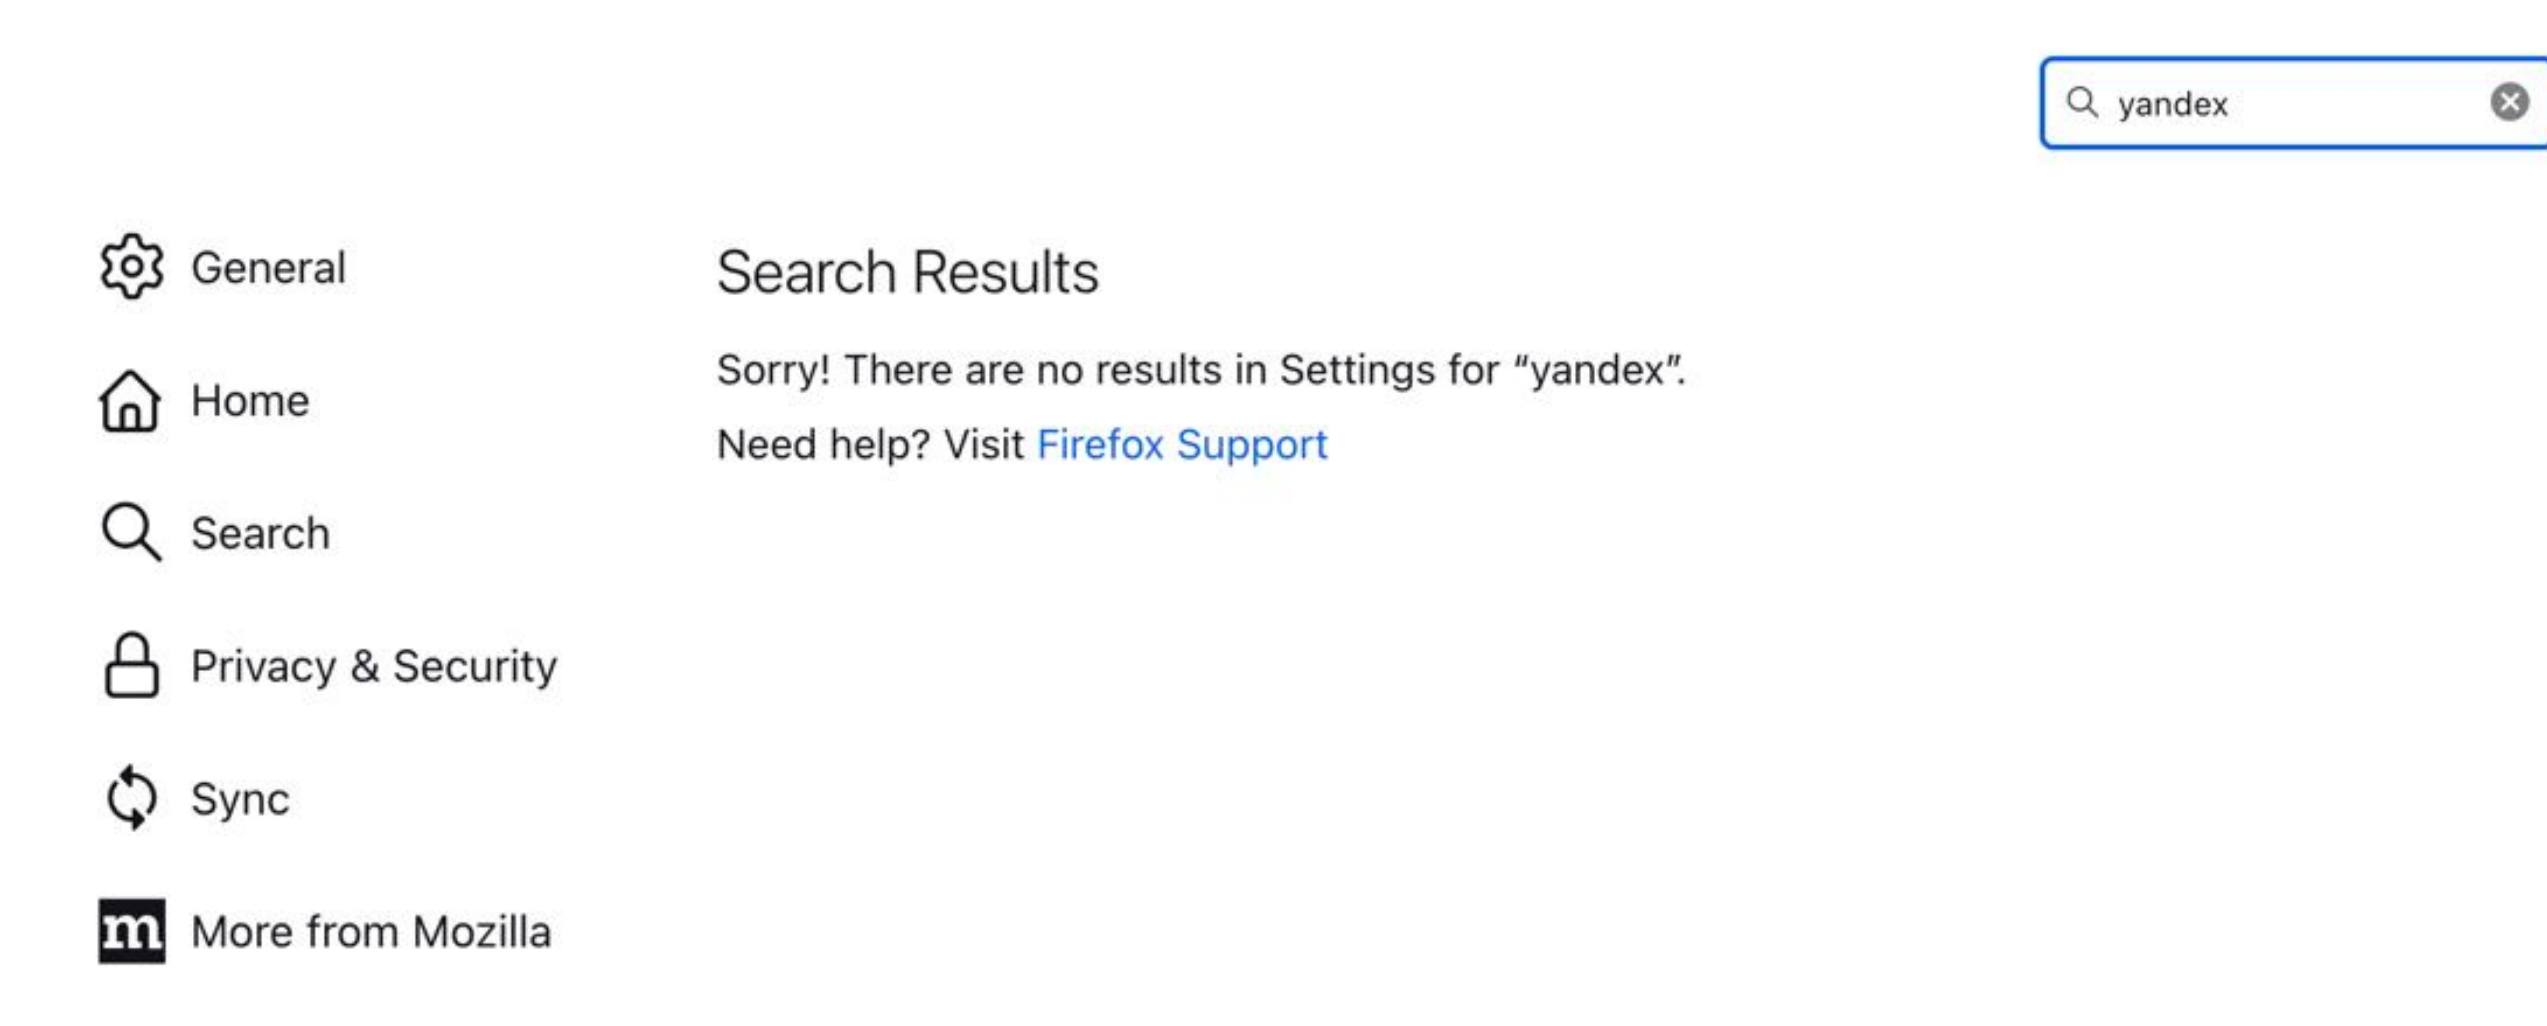 yandex
General
Home
Search
Privacy & Security
Sync
m More from Mozilla
Search Results
Sorry! There are no results in Settings for “yandex”.
Need help? Visit Firefox Support